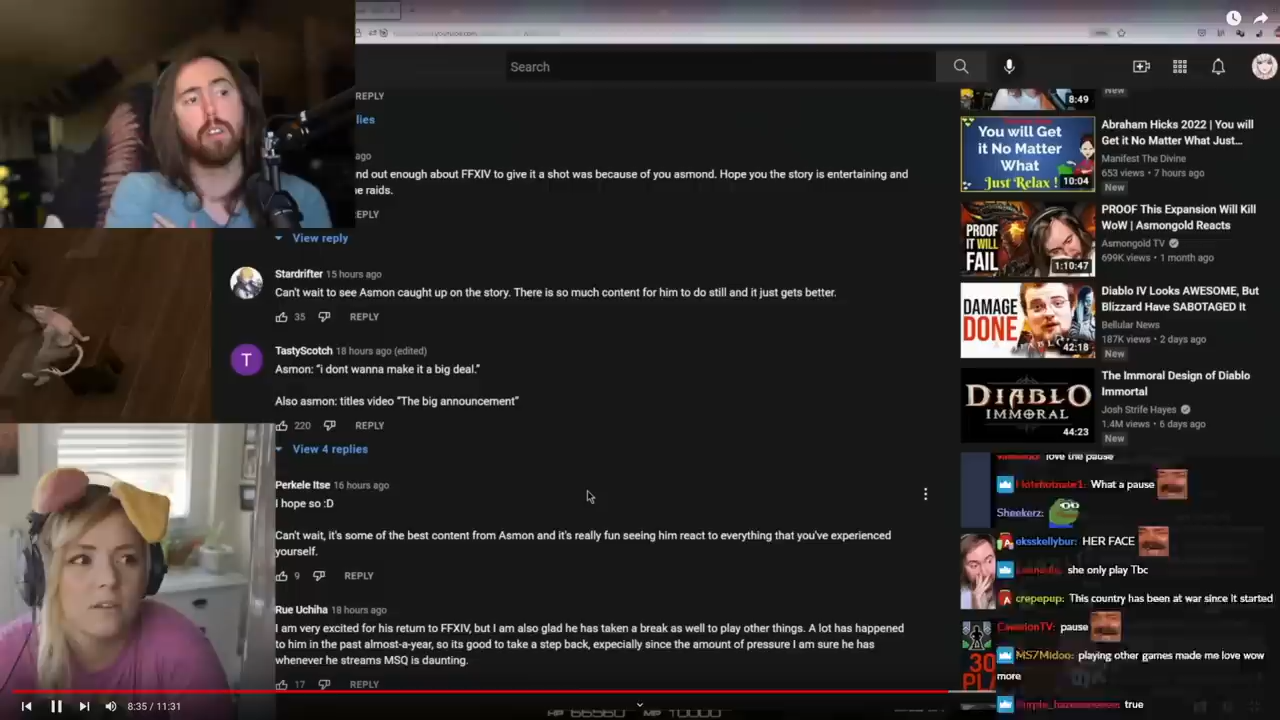 Search
REPLY
lies
ago
nd out enough about FFXIV to give it a shot was because of you asmond. Hope you the story is entertaining and
e raids.
PLY
View reply
Stardrifter 15 hours ago
Can't wait to see Asmon caught up on the story. There is so much content for him to do still and it just gets better.
35 REPLY
T
TastyScotch 18 hours ago (edited)
Asmon: “i dont wanna make it a big deal.”
Also asmon: titles video “The big announcement”
220 REPLY
View 4 replies
Perkele Itse 16 hours ago
I hope so :D
Can't wait, it's some of the best content from Asmon and it's really fun seeing him react to everything that you've experienced
yourself.
9 REPLY
Rue Uchiha 18 hours ago
I am very excited for his return to FFXIV, but I am also glad he has taken a break as well to play other things. A lot has happened
to him in the past almost-a-year, so its good to take a step back, expecially since the amount of pressure I am sure he has
whenever he streams MSQ is daunting.
17 REPLY
8:35 / 11:31
8:49
New
You will Get
it No Matter
What
Just Relax !
10:04
Abraham Hicks 2022 | You will
Get it No Matter What Just...
Manifest The Divine
653 views • 7 hours ago
New
PROOF
IT WILL
FAIL
1:10:47
PROOF This Expansion Will Kill
WoW | Asmongold Reacts
Asmongold TV
699K views • 1 month ago
DAMAGE
DONE
42:18
Diablo IV Looks AWESOME, But
Blizzard Have SABOTAGED It
Bellular News
187K views • 2 days ago
New
DIABLO
IMMORAL
44:23
The Immoral Design of Diablo
Immortal
Josh Strife Hayes
1.4M views • 6 days ago
New
love the pause
What a pause
Sheekerz:
oksskellybur: HER FACE
she only play Tbc
crepepup: This country has been at war since it started
CawsionTV: pause
MS7Midoo: playing other games made me love wow
more
true
30
PL